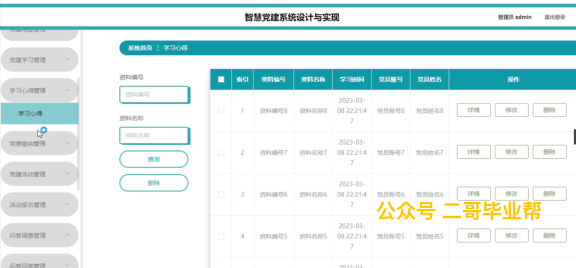 智慧党建系统设计与实现
管理员 admin 退出登录
党建学习管理
学习心得管理
学习心得
党费缴纳管理
党建活动管理
活动报名管理
问卷调查管理
问卷回答管理
系统首页 学习心得
资料编号
资料编号
资料名称
资料名称
查询
删除
索引 资料编号 资料名称 学习时间 党员账号 党员姓名 操作
1 资料编号8 资料名称8 2023-03-08 22:21:47 党员账号8 党员姓名8 详情 修改 删除
2 资料编号7 资料名称7 2023-03-08 22:21:47 党员账号7 党员姓名7 详情 修改 删除
3 资料编号6 资料名称6 2023-03-08 22:21:47 党员账号6 党员姓名6 详情 修改 删除
4 资料编号5 资料名称5 2023-03-08 22:21:47 党员账号5 党员姓名5 详情 修改 删除
2023-03-
公众号 二哥毕业帮